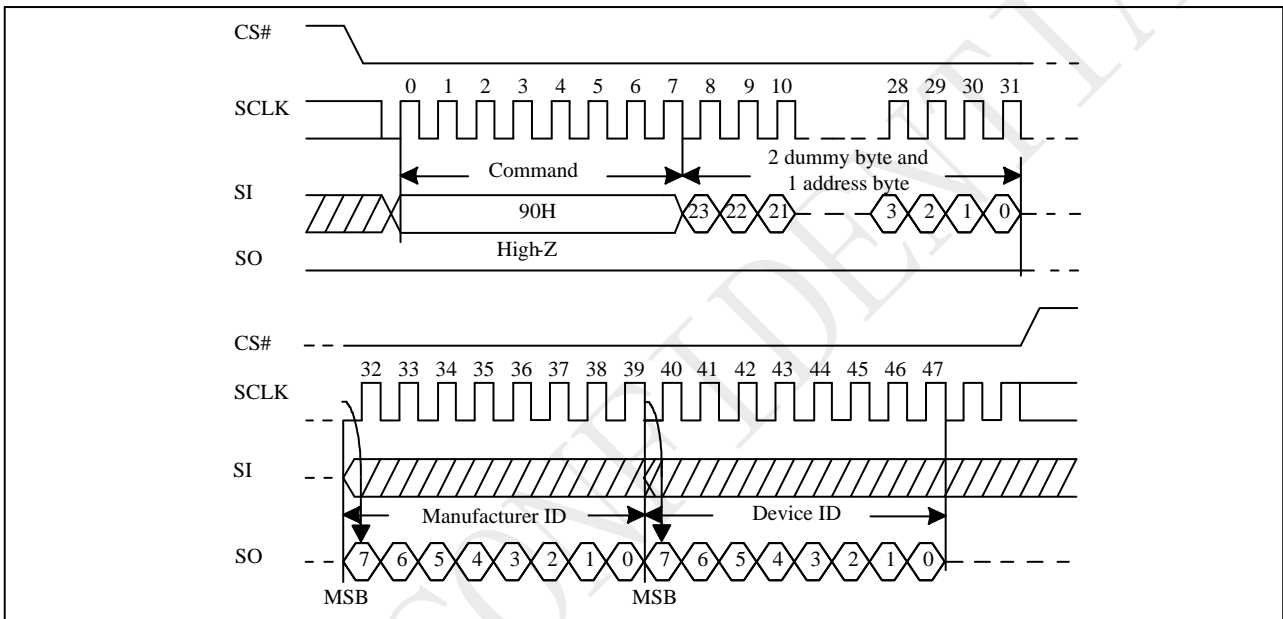 CS#
0 1 2 3 4 5 6 7 8 9 10 28 29 30 31
SCLK
Command
2 dummy byte and
1 address byte
SI
90H
23 22 21 3 2 1 0
High-Z
SO
CS#
32 33 34 35 36 37 38 39 40 41 42 43 44 45 46 47
SCLK
SI
Manufacturer ID Device ID
SO
7 6 5 4 3 2 1 0 7 6 5 4 3 2 1 0
MSB MSB
CONFIDENTIA